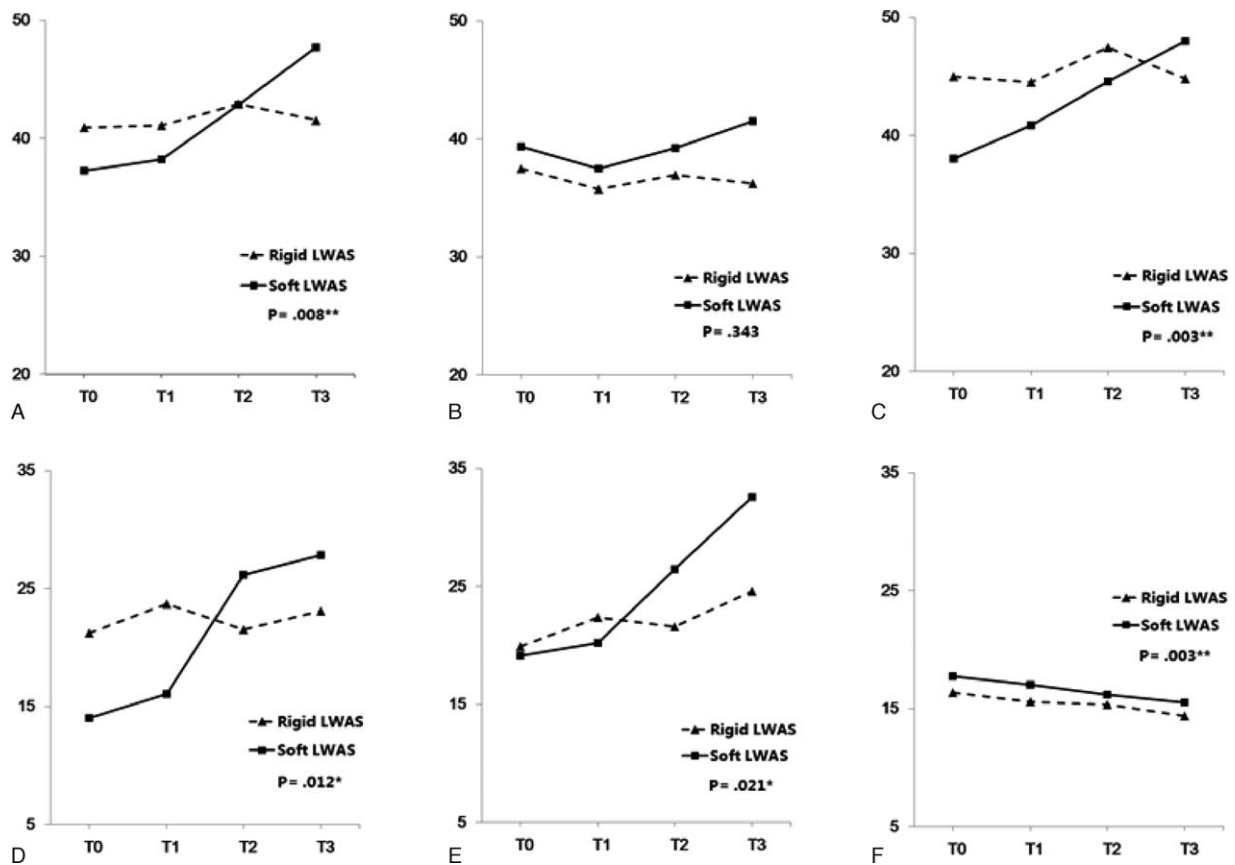 50
40
30
20
T0 T1 T2 T3
Rigid LWAS
Soft LWAS
P= .008**
A
50
40
30
20
T0 T1 T2 T3
Rigid LWAS
Soft LWAS
P= .343
B
50
40
30
20
T0 T1 T2 T3
Rigid LWAS
Soft LWAS
P= .003**
C
35
25
15
5
T0 T1 T2 T3
Rigid LWAS
Soft LWAS
P= .012*
D
35
25
15
5
T0 T1 T2 T3
Rigid LWAS
Soft LWAS
P= .021*
E
35
25
15
5
T0 T1 T2 T3
Rigid LWAS
Soft LWAS
P= .003**
F